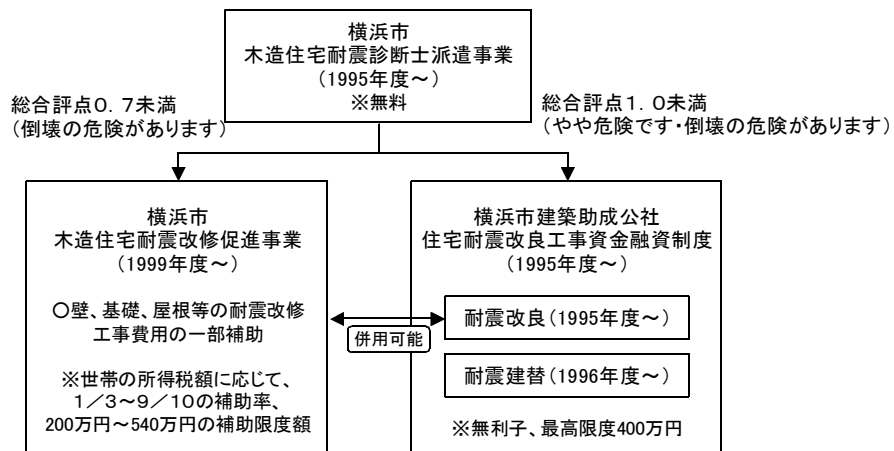 横浜市
木造住宅耐震診断士派遣事業
(1995年度～)
※無料
総合評点0．7未満
(倒壊の危険があります)
総合評点1．0未満
(やや危険です・倒壊の危険があります)
横浜市
木造住宅耐震改修促進事業
(1999年度～)
○壁、基礎、屋根等の耐震改修
工事費用の一部補助
※世帯の所得税額に応じて、
1／3～9／10の補助率、
200万円～540万円の補助限度額
併用可能
横浜市建築助成公社
住宅耐震改良工事資金融資制度
(1995年度～)
耐震改良(1995年度～)
耐震建替(1996年度～)
※無利子、最高限度400万円